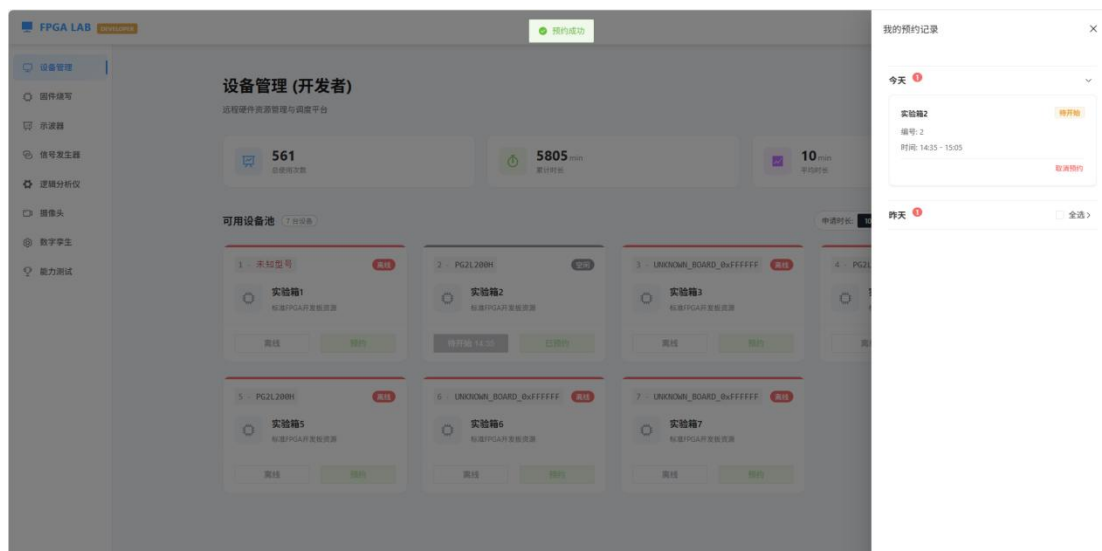 FPGA LAB DEVELOPER
预约成功
我的预约记录
设备管理
固件烧写
示波器
信号发生器
逻辑分析仪
摄像头
数字孪生
能力测试
设备管理 (开发者)
远程硬件资源管理与调度平台
561
总使用次数
5805 min
累计时长
10 min
平均时长
可用设备池 7 台设备
申请时长: 10
1 - 未知型号 离线
实验箱1
标准FPGA开发板资源
离线 预约
2 - PG2L200H 空闲
实验箱2
标准FPGA开发板资源
待开始 14:35 已预约
3 - UNKNOWN_BOARD_0xFFFFFF 离线
实验箱3
标准FPGA开发板资源
离线 预约
4 - PG2L
5 - PG2L200H 离线
实验箱5
标准FPGA开发板资源
离线 预约
6 - UNKNOWN_BOARD_0xFFFFFF 离线
实验箱6
标准FPGA开发板资源
离线 预约
7 - UNKNOWN_BOARD_0xFFFFFF 离线
实验箱7
标准FPGA开发板资源
离线 预约
今天 1
实验箱2 待开始
编号: 2
时间: 14:35 - 15:05
取消预约
昨天 1 全选